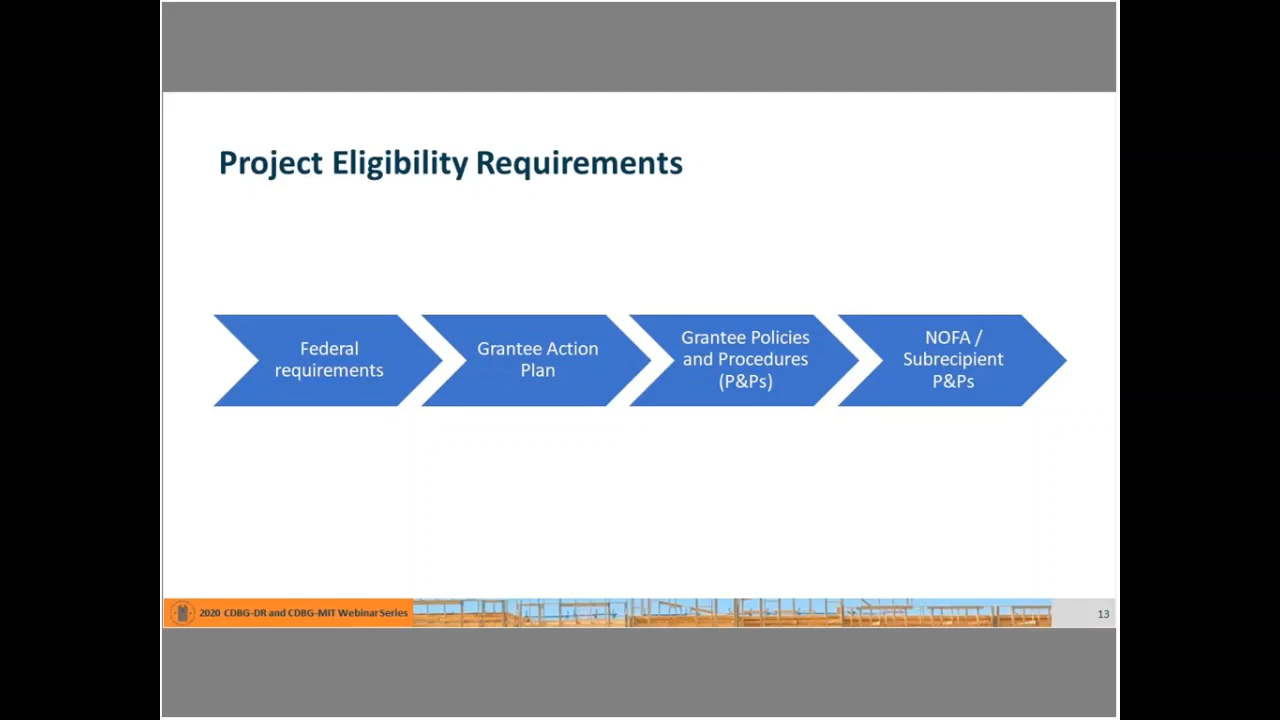 Project Eligibility Requirements
Federal
requirements
Grantee Action
Plan
Grantee Policies
and Procedures
(P&Ps)
NOFA /
Subrecipient
P&Ps
2020 CDBG-DR and CDBG-MIT Webinar Series
13